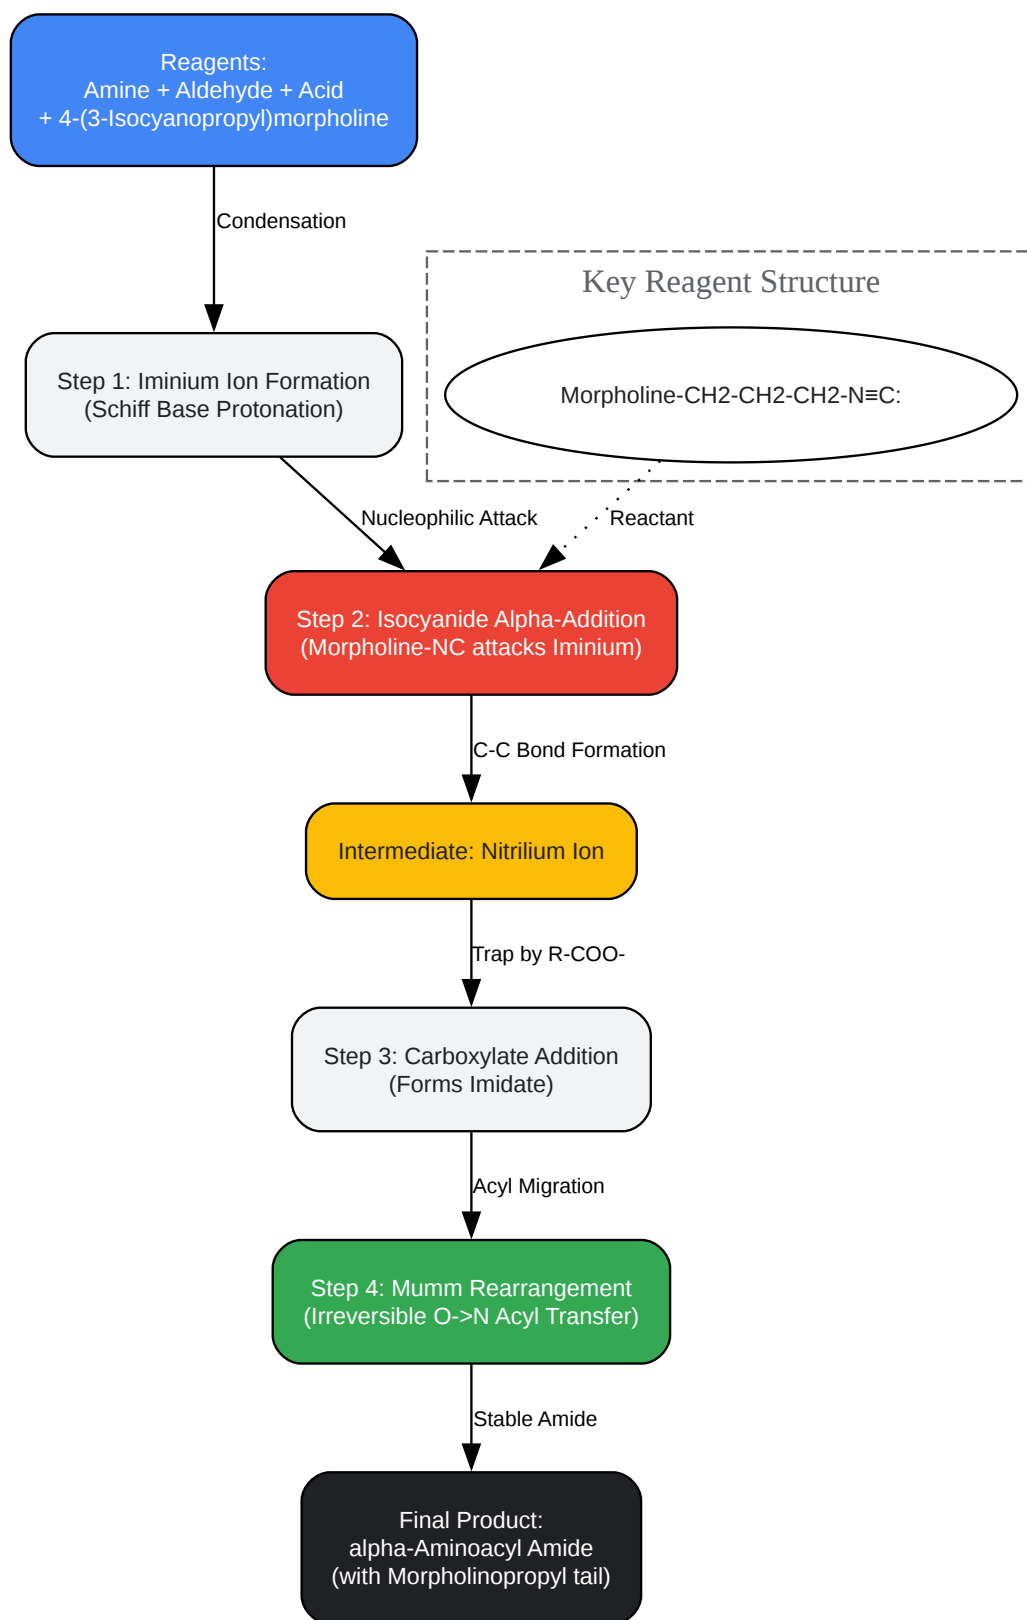 Reagents:
Amine + Aldehyde + Acid
+ 4-(3-Isocyanopropyl)morpholine
Condensation
Key Reagent Structure
Step 1: Iminium Ion Formation
(Schiff Base Protonation)
Morpholine-CH2-CH2-CH2-N≡C:
Nucleophilic Attack
Reactant
Step 2: Isocyanide Alpha-Addition
(Morpholine-NC attacks Iminium)
C-C Bond Formation
Intermediate: Nitrilium Ion
Trap by R-COO-
Step 3: Carboxylate Addition
(Forms Imidate)
Acyl Migration
Step 4: Mumm Rearrangement
(Irreversible O->N Acyl Transfer)
Stable Amide
Final Product:
alpha-Aminoacyl Amide
(with Morpholinopropyl tail)